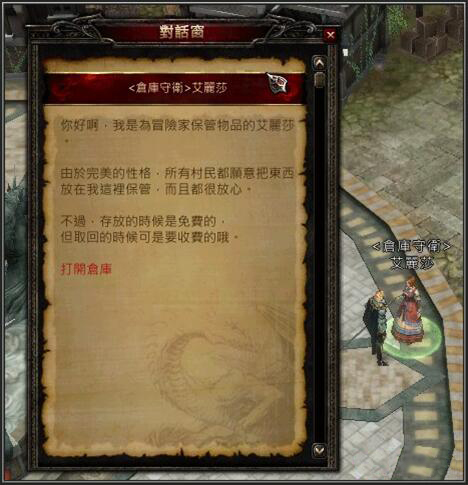 對話窗
<倉庫守衛>艾麗莎
你好啊，我是為冒險家保管物品的艾麗莎
。
由於完美的性格，所有村民都願意把東西
放在我這裡保管，而且都很放心。
不過，存放的時候是免費的，
但取回的時候可是要收費的哦。
打開倉庫
<倉庫守衛>
艾麗莎